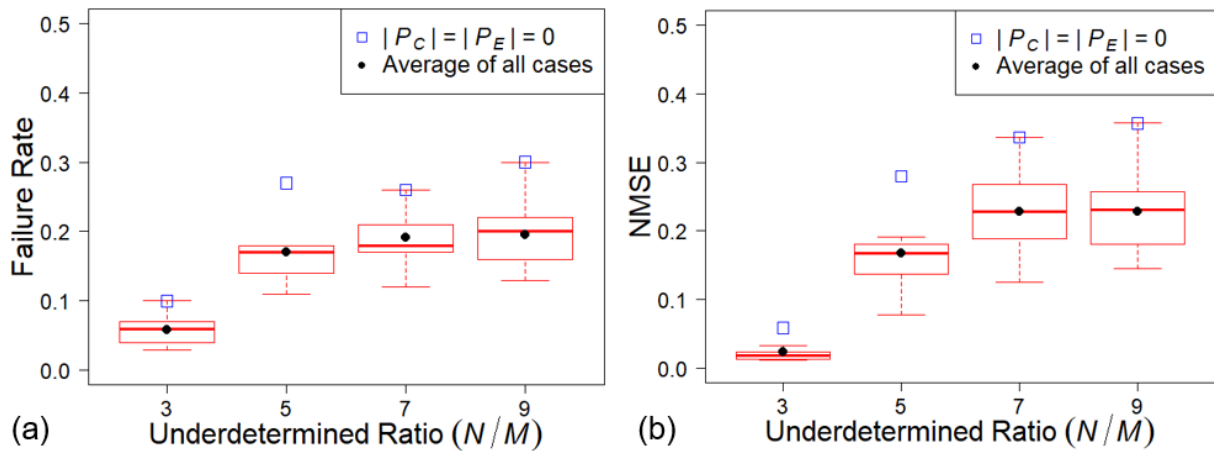 0.5
0.4
0.3
0.2
0.1
0.0
Failure Rate
| P_C | = | P_E | = 0
Average of all cases
3 5 7 9
(a) Underdetermined Ratio (N/M)
0.5
0.4
0.3
0.2
0.1
0.0
NMSE
| P_C | = | P_E | = 0
Average of all cases
3 5 7 9
(b) Underdetermined Ratio (N/M)